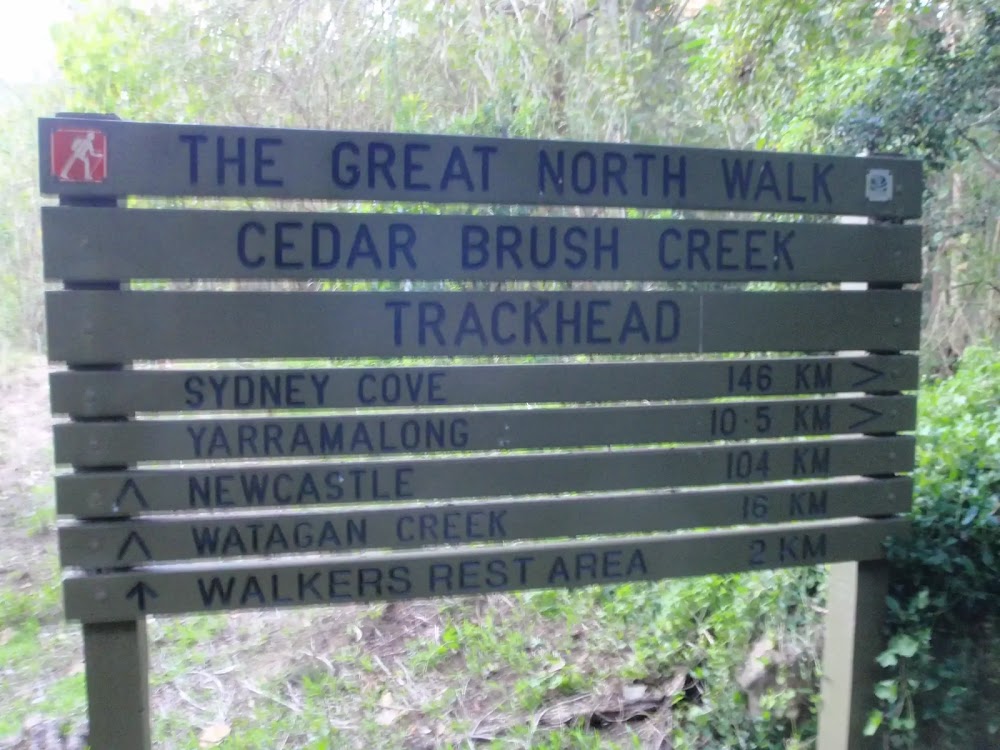 THE GREAT NORTH WALK
CEDAR BRUSH CREEK
TRACKHEAD
SYDNEY COVE 146 KM >
YARRAMALONG 10·5 KM >
^ NEWCASTLE 104 KM
^ WATAGAN CREEK 16 KM
↑ WALKERS REST AREA 2 KM